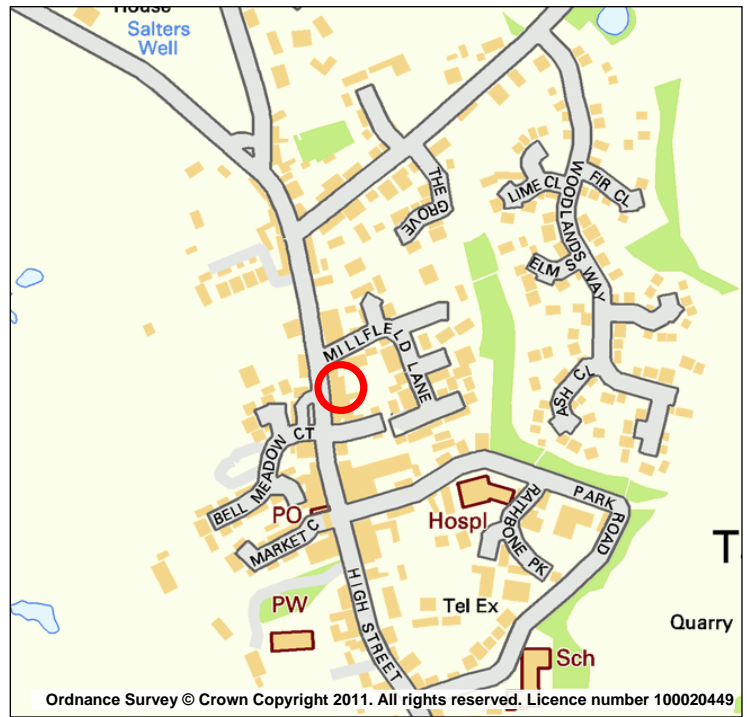 House
Salters
Well
THE GROVE
LIME CL
FIR CL
WOODLANDS WAY
ELM S
MILLFIELD LANE
ASH CL
BELL MEADOW CT
PO
MARKET C
Hospl
RATHBONE PK
PARK ROAD
T
HIGH STREET
PW
Tel Ex
Quarry
Sch
Ordnance Survey © Crown Copyright 2011. All rights reserved. Licence number 100020449